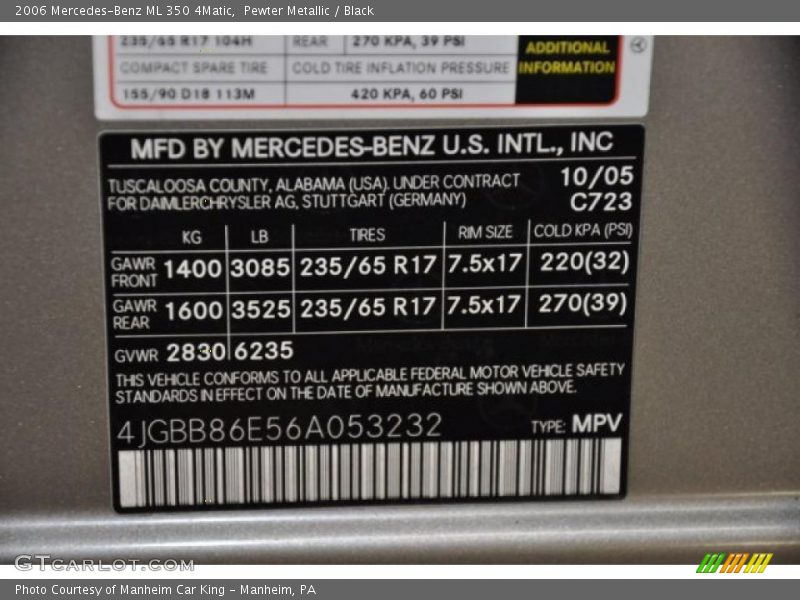 2006 Mercedes-Benz ML 350 4Matic,  Pewter Metallic / Black
235/65 R17 104H REAR 270 KPA, 39 PSI
COMPACT SPARE TIRE COLD TIRE INFLATION PRESSURE
155/90 D18 113M 420 KPA, 60 PSI
ADDITIONAL
INFORMATION
MFD BY MERCEDES-BENZ U.S. INTL., INC
TUSCALOOSA COUNTY, ALABAMA (USA). UNDER CONTRACT 10/05
FOR DAIMLERCHRYSLER AG, STUTTGART (GERMANY) C723
KG LB TIRES RIM SIZE COLD KPA (PSI)
GAWR FRONT 1400 3085 235/65 R17 7.5x17 220(32)
GAWR REAR 1600 3525 235/65 R17 7.5x17 270(39)
GVWR 2830 6235
THIS VEHICLE CONFORMS TO ALL APPLICABLE FEDERAL MOTOR VEHICLE SAFETY
STANDARDS IN EFFECT ON THE DATE OF MANUFACTURE SHOWN ABOVE.
4JGBB86E56A053232 TYPE: MPV
GTCARLOT.COM
Photo Courtesy of Manheim Car King - Manheim, PA